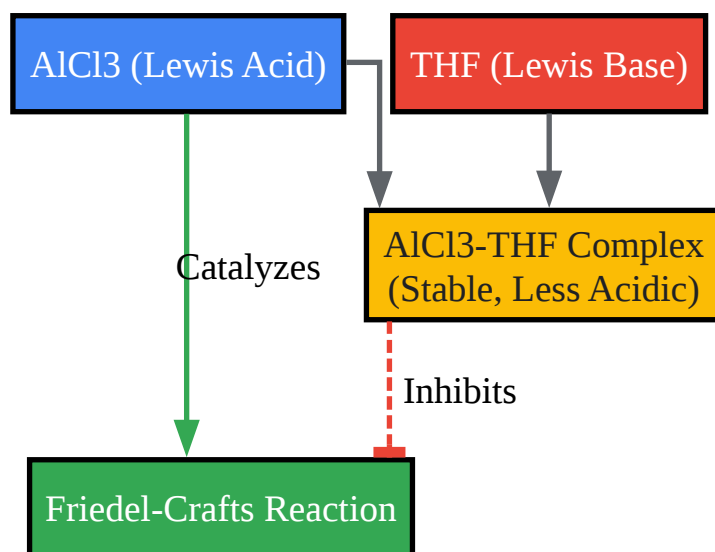 AlCl3 (Lewis Acid)
THF (Lewis Base)
AlCl3-THF Complex
(Stable, Less Acidic)
Catalyzes
Inhibits
Friedel-Crafts Reaction